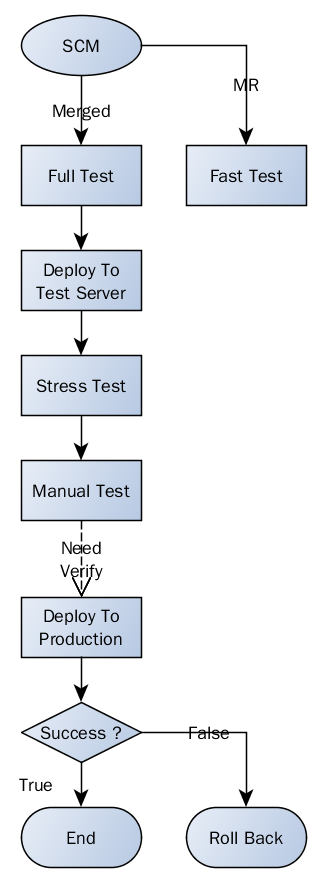 SCM
MR
Merged
Full Test
Fast Test
Deploy To
Test Server
Stress Test
Manual Test
Need
Verify
Deploy To
Production
Success ?
False
True
End
Roll Back